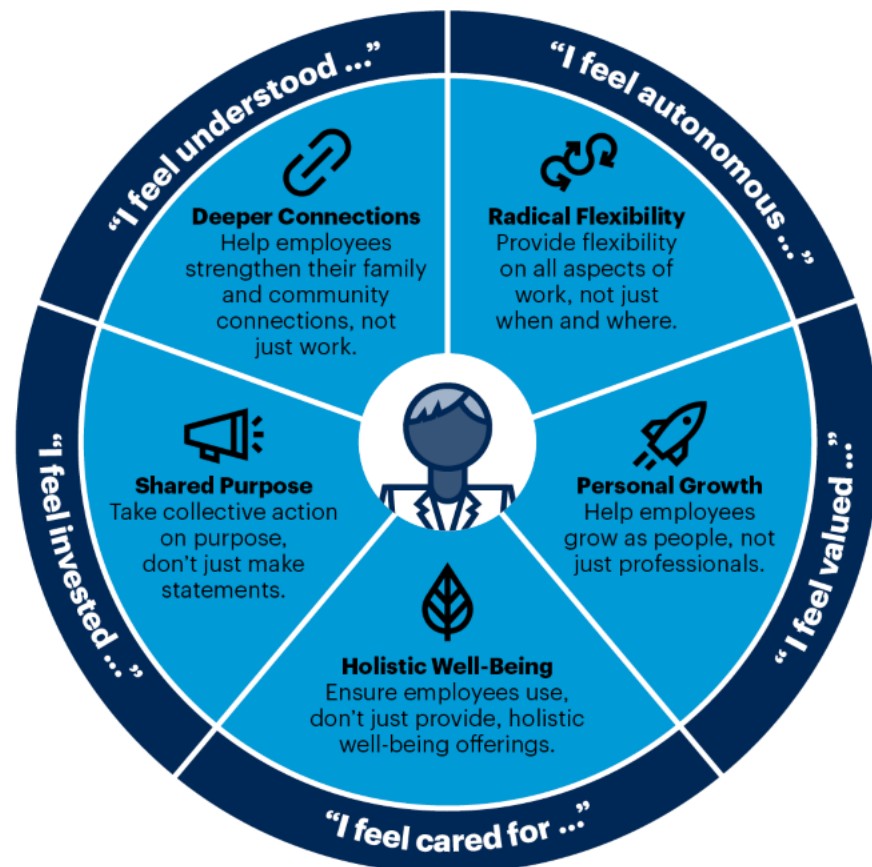 “I feel understood ...”
“I feel autonomous ...”
Deeper Connections
Help employees
strengthen their family
and community
connections, not
just work.
Radical Flexibility
Provide flexibility
on all aspects of
work, not just
when and where.
“I feel invested ...”
Shared Purpose
Take collective action
on purpose,
don’t just make
statements.
Personal Growth
Help employees
grow as people, not
just professionals.
“I feel valued ...”
Holistic Well-Being
Ensure employees use,
don’t just provide, holistic
well-being offerings.
“I feel cared for ...”